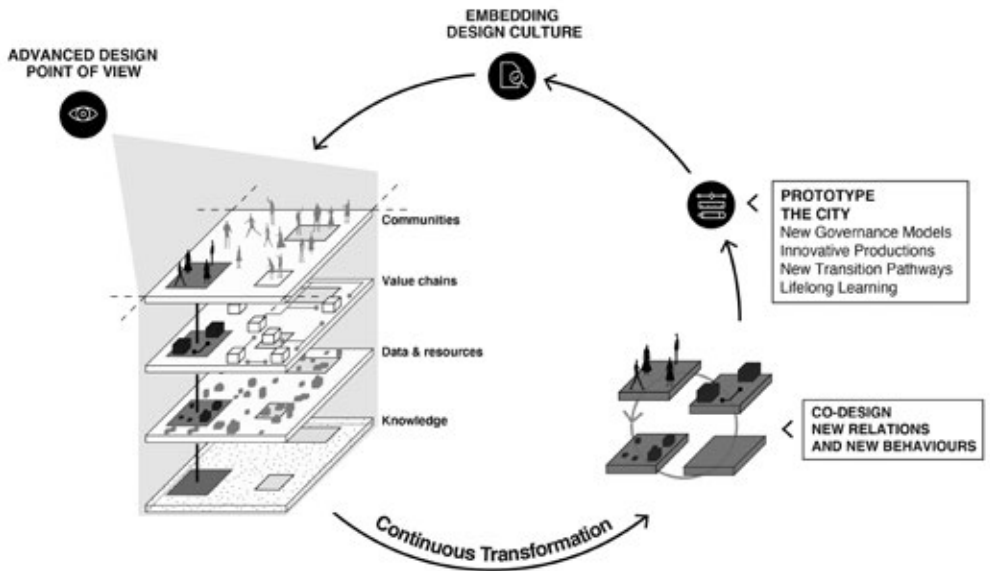 EMBEDDING
DESIGN CULTURE
ADVANCED DESIGN
POINT OF VIEW
Communities
Value chains
Data & resources
Knowledge
PROTOTYPE
THE CITY
New Governance Models
Innovative Productions
New Transition Pathways
Lifelong Learning
CO-DESIGN
NEW RELATIONS
AND NEW BEHAVIOURS
Continuous Transformation